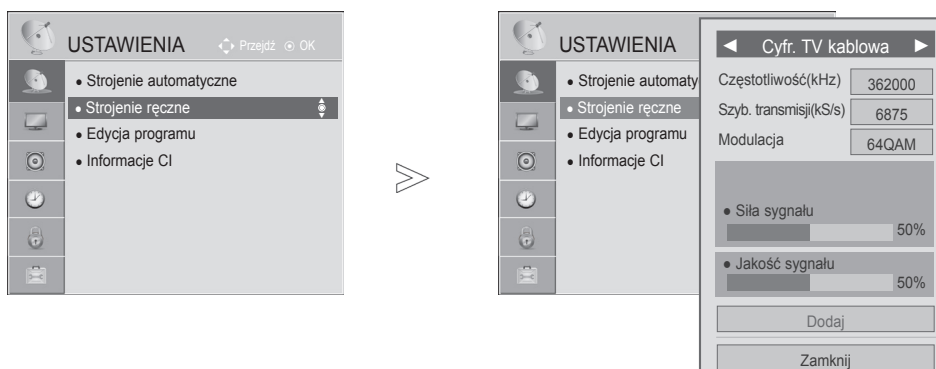 USTAWIENIA
Przejdź OK
• Strojenie automatyczne
• Strojenie ręczne
• Edycja programu
• Informacje CI
USTAWIENIA
• Strojenie automaty
• Strojenie ręczne
• Edycja programu
• Informacje CI
◄ Cyfr. TV kablowa ►
Częstotliwość(kHz) 362000
Szyb. transmisji(kS/s) 6875
Modulacja 64QAM
• Siła sygnału
50%
• Jakość sygnału
50%
Dodaj
Zamknij